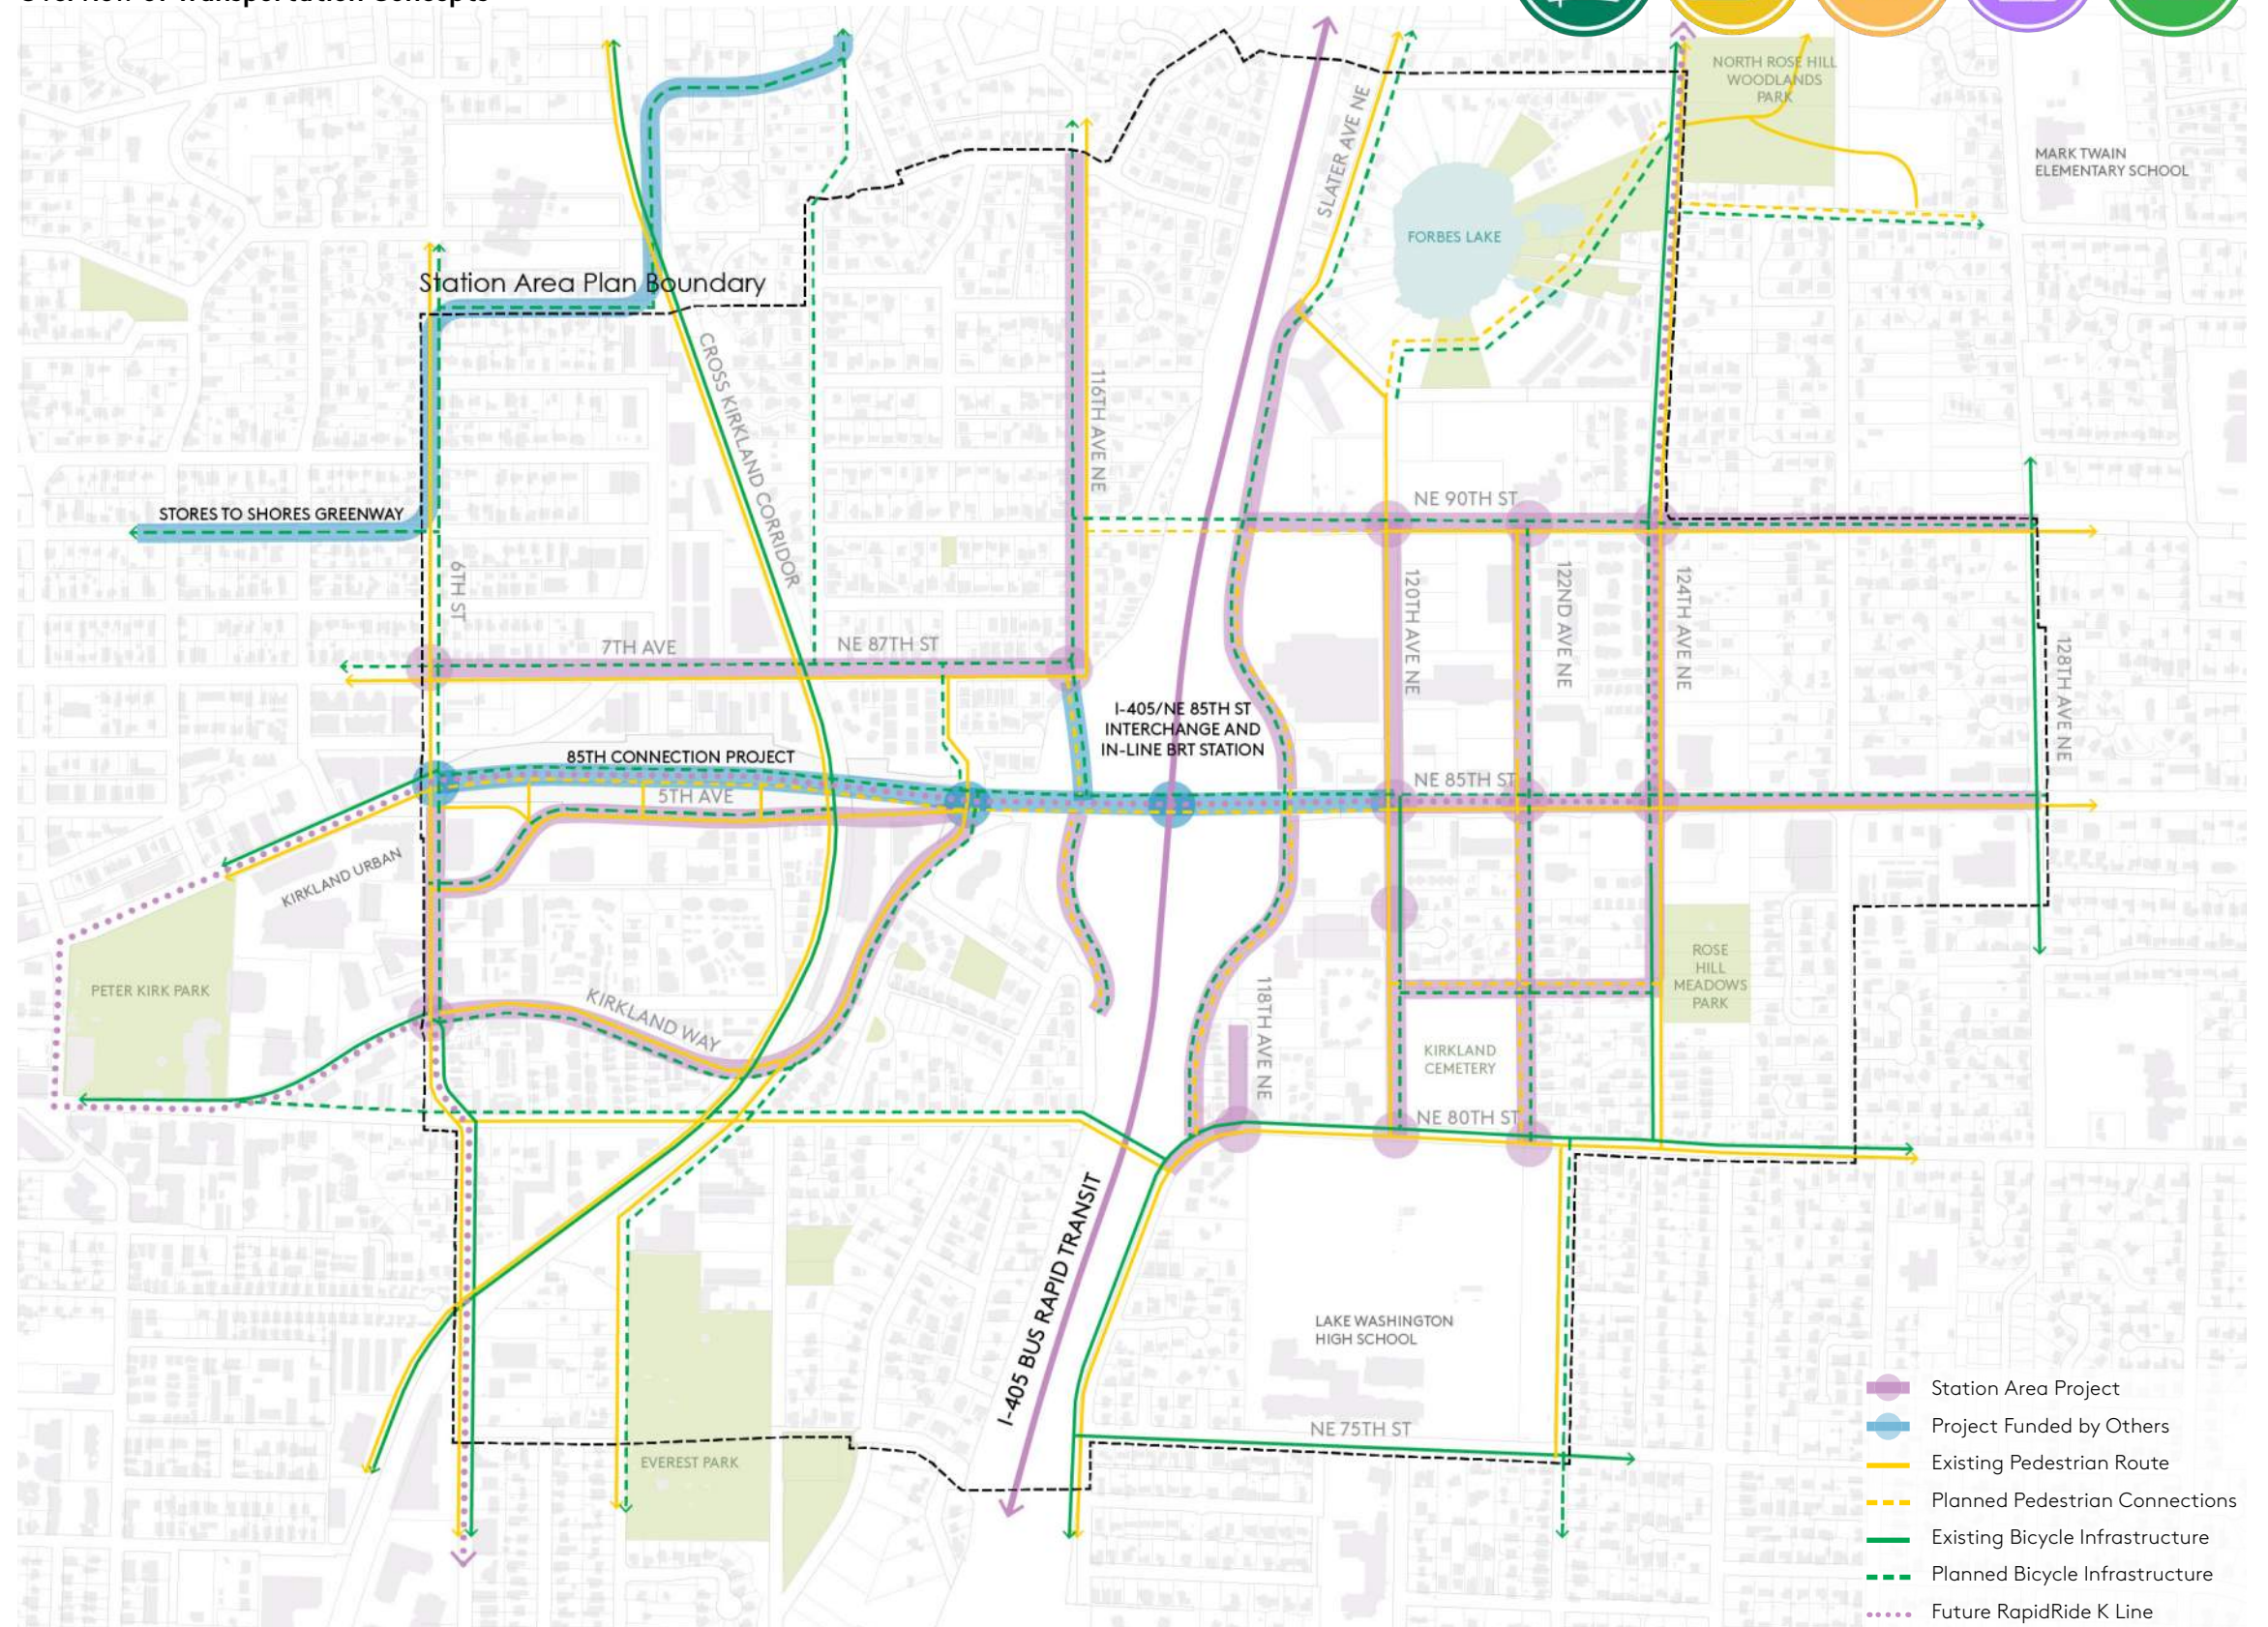 Overview of Transportation Concepts
NORTH ROSE HILL
WOODLANDS
PARK
MARK TWAIN
ELEMENTARY SCHOOL
SLATER AVE NE
FORBES LAKE
Station Area Plan Boundary
CROSS KIRKLAND CORRIDOR
116TH AVE NE
STORES TO SHORES GREENWAY
NE 90TH ST
6TH ST
120TH AVE NE
122ND AVE NE
124TH AVE NE
128TH AVE NE
7TH AVE
NE 87TH ST
I-405/NE 85TH ST
INTERCHANGE AND
IN-LINE BRT STATION
85TH CONNECTION PROJECT
5TH AVE
NE 85TH ST
KIRKLAND URBAN
PETER KIRK PARK
KIRKLAND WAY
118TH AVE NE
ROSE
HILL
MEADOWS
PARK
KIRKLAND
CEMETERY
NE 80TH ST
I-405 BUS RAPID TRANSIT
LAKE WASHINGTON
HIGH SCHOOL
NE 75TH ST
EVEREST PARK
Station Area Project
Project Funded by Others
Existing Pedestrian Route
Planned Pedestrian Connections
Existing Bicycle Infrastructure
Planned Bicycle Infrastructure
Future RapidRide K Line